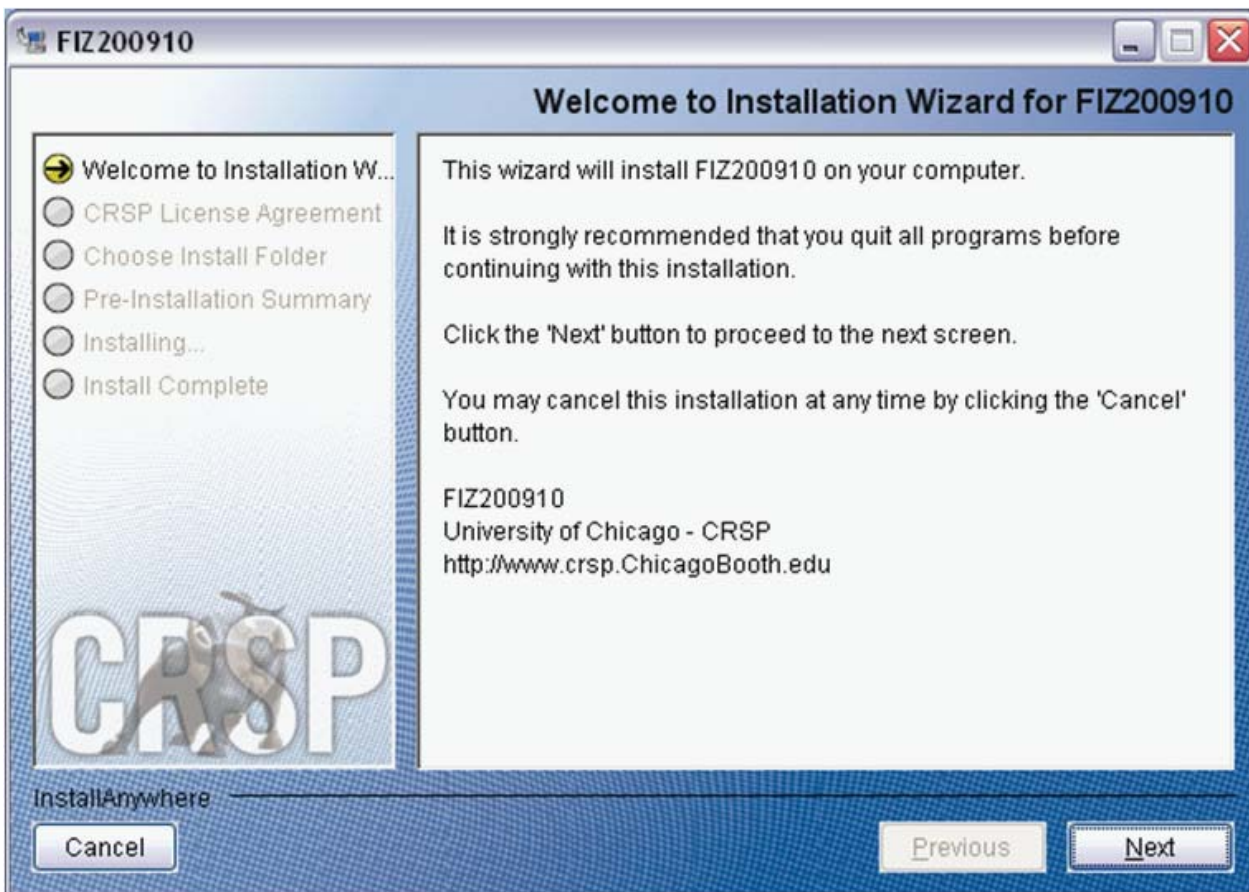 FIZ200910
Welcome to Installation Wizard for FIZ200910
Welcome to Installation W...
CRSP License Agreement
Choose Install Folder
Pre-Installation Summary
Installing...
Install Complete
CRSP
This wizard will install FIZ200910 on your computer.
It is strongly recommended that you quit all programs before
continuing with this installation.
Click the 'Next' button to proceed to the next screen.
You may cancel this installation at any time by clicking the 'Cancel'
button.
FIZ200910
University of Chicago - CRSP
http://www.crsp.ChicagoBooth.edu
InstallAnywhere
Cancel
Previous
Next